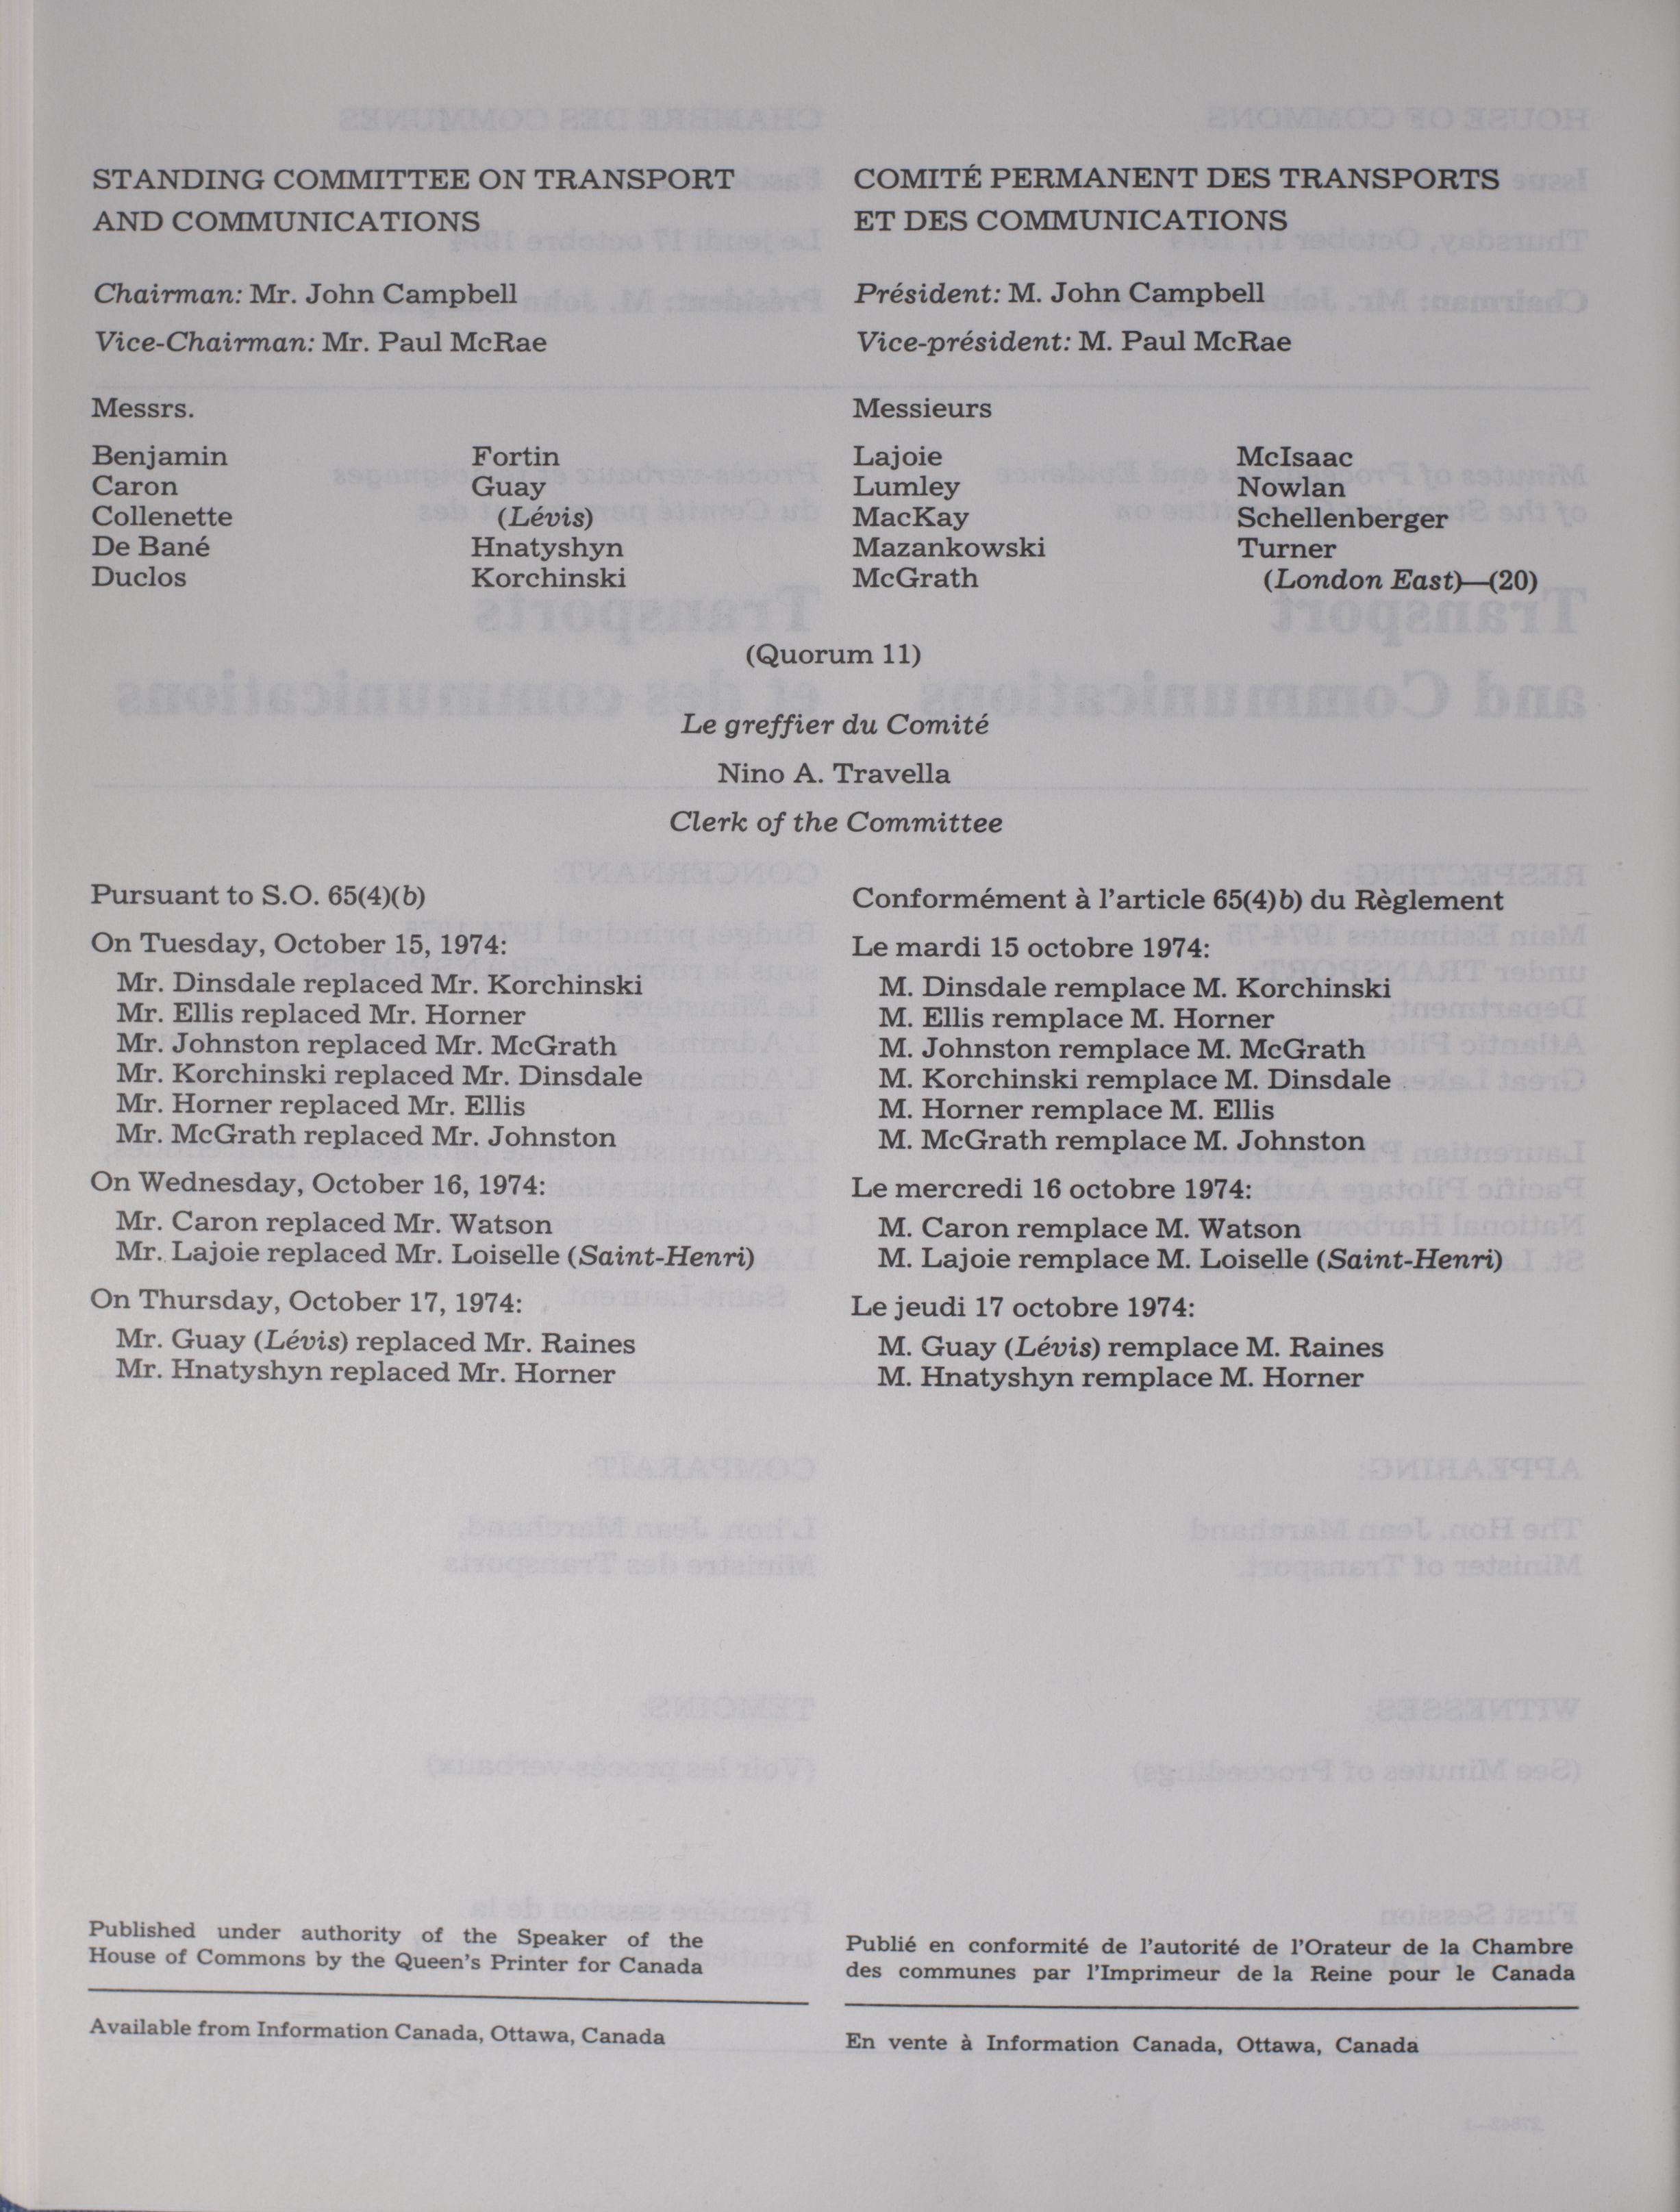 STANDING COMMITTEE ON TRANSPORT
AND COMMUNICATIONS
Chairman: Mr. John Campbell
Vice-Chairman: Mr. Paul McRae
COMITÉ PERMANENT DES TRANSPORTS
ET DES COMMUNICATIONS
Président: M. John Campbell
Vice-président: M. Paul McRae
Messrs.
Benjamin
Caron
Collenette
De Bané
Duclos
Fortin
Guay
(Lévis)
Hnatyshyn
Korchinski
Messieurs
Lajoie
Lumley
MacKay
Mazankowski
McGrath
McIsaac
Nowlan
Schellenberger
Turner
(London East)—(20)
(Quorum 11)
Le greffier du Comité
Nino A. Travella
Clerk of the Committee
Pursuant to S.O. 65(4)(b)
On Tuesday, October 15, 1974:
Mr. Dinsdale replaced Mr. Korchinski
Mr. Ellis replaced Mr. Horner
Mr. Johnston replaced Mr. McGrath
Mr. Korchinski replaced Mr. Dinsdale
Mr. Horner replaced Mr. Ellis
Mr. McGrath replaced Mr. Johnston
On Wednesday, October 16, 1974:
Mr. Caron replaced Mr. Watson
Mr. Lajoie replaced Mr. Loiselle (Saint-Henri)
On Thursday, October 17, 1974:
Mr. Guay (Lévis) replaced Mr. Raines
Mr. Hnatyshyn replaced Mr. Horner
Conformément à l'article 65(4)b) du Règlement
Le mardi 15 octobre 1974:
M. Dinsdale remplace M. Korchinski
M. Ellis remplace M. Horner
M. Johnston remplace M. McGrath
M. Korchinski remplace M. Dinsdale
M. Horner remplace M. Ellis
M. McGrath remplace M. Johnston
Le mercredi 16 octobre 1974:
M. Caron remplace M. Watson
M. Lajoie remplace M. Loiselle (Saint-Henri)
Le jeudi 17 octobre 1974:
M. Guay (Lévis) remplace M. Raines
M. Hnatyshyn remplace M. Horner
Published under authority of the Speaker of the
House of Commons by the Queen's Printer for Canada
Available from Information Canada, Ottawa, Canada
Publié en conformité de l'autorité de l'Orateur de la Chambre
des communes par l'Imprimeur de la Reine pour le Canada
En vente à Information Canada, Ottawa, Canada